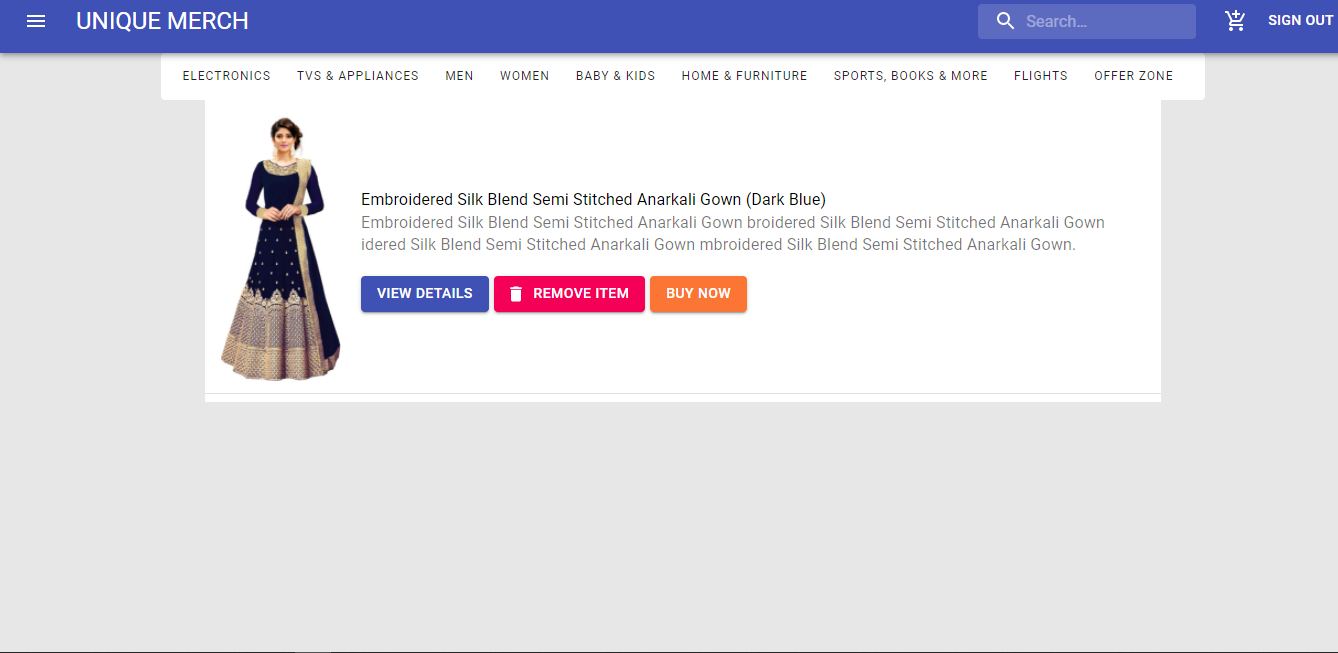 UNIQUE MERCH
Search…
SIGN OUT
ELECTRONICS TVS & APPLIANCES MEN WOMEN BABY & KIDS HOME & FURNITURE SPORTS, BOOKS & MORE FLIGHTS OFFER ZONE
Embroidered Silk Blend Semi Stitched Anarkali Gown (Dark Blue)
Embroidered Silk Blend Semi Stitched Anarkali Gown broidered Silk Blend Semi Stitched Anarkali Gown
idered Silk Blend Semi Stitched Anarkali Gown mbroidered Silk Blend Semi Stitched Anarkali Gown.
VIEW DETAILS REMOVE ITEM BUY NOW